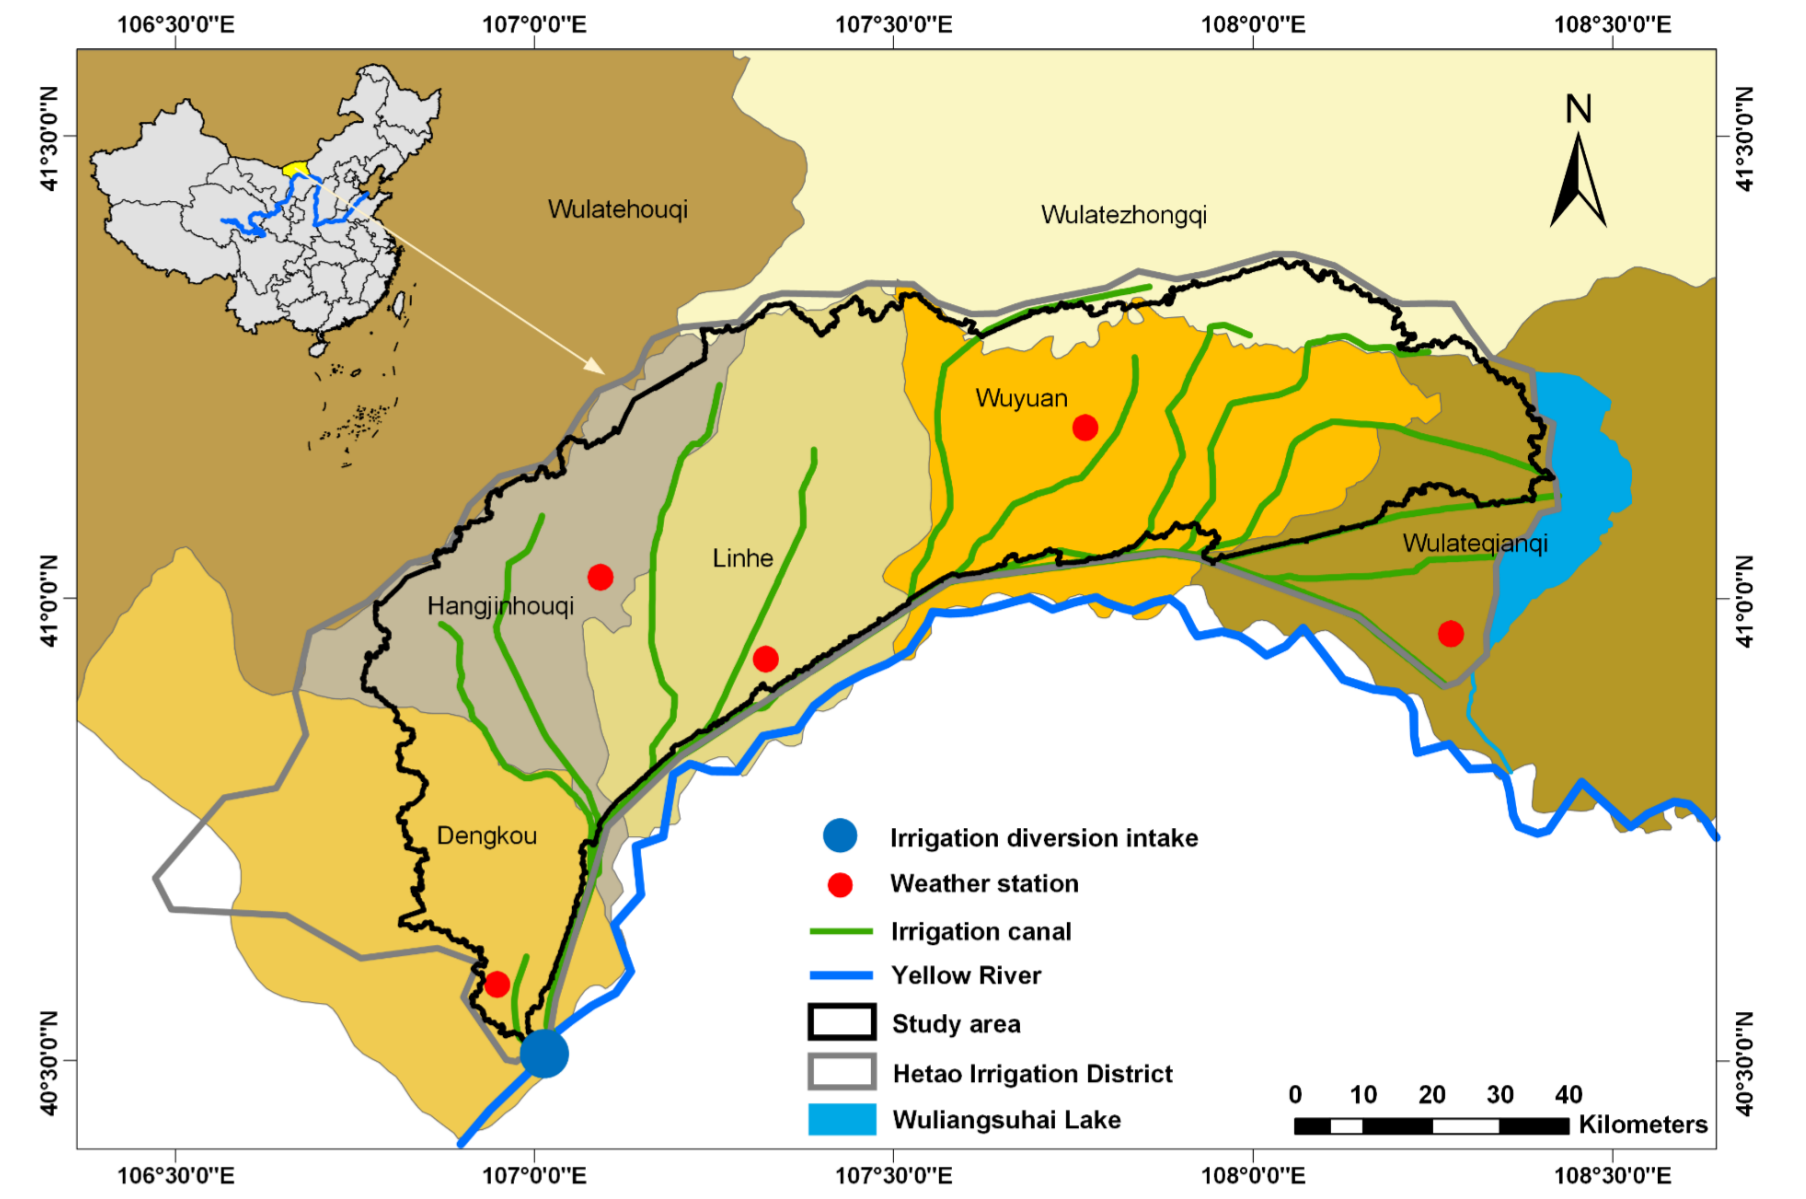 106°30'0"E
107°0'0"E
107°30'0"E
108°0'0"E
108°30'0"E
41°30'0"N
41°30'0"N
N
Wulatehouqi
Wulatezhongqi
Wuyuan
Linhe
Wulateqianqi
Hangjinhouqi
41°0'0"N
41°0'0"N
Dengkou
Irrigation diversion intake
Weather station
Irrigation canal
Yellow River
Study area
Hetao Irrigation District
Wuliangsuhai Lake
40°30'0"N
40°30'0"N
0 10 20 30 40
Kilometers
106°30'0"E
107°0'0"E
107°30'0"E
108°0'0"E
108°30'0"E